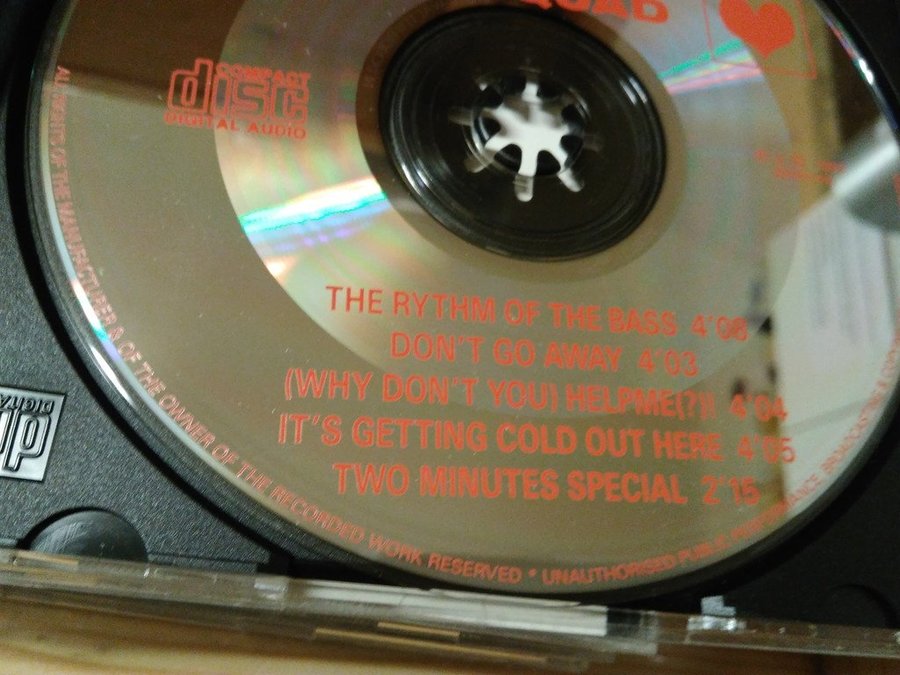 QUAD
COMPACT
disc
DIGITAL AUDIO
THE RYTHM OF THE BASS 4'08
DON'T GO AWAY 4'03
(WHY DON'T YOU) HELPME(?)! 4'04
IT'S GETTING COLD OUT HERE 4'05
TWO MINUTES SPECIAL 2'15
ALL RIGHTS OF THE MANUFACTURER & OF THE OWNER OF THE RECORDED WORK RESERVED * UNAUTHORISED PUBLIC PERFORMANCE BROADCASTING &
DIGITAL